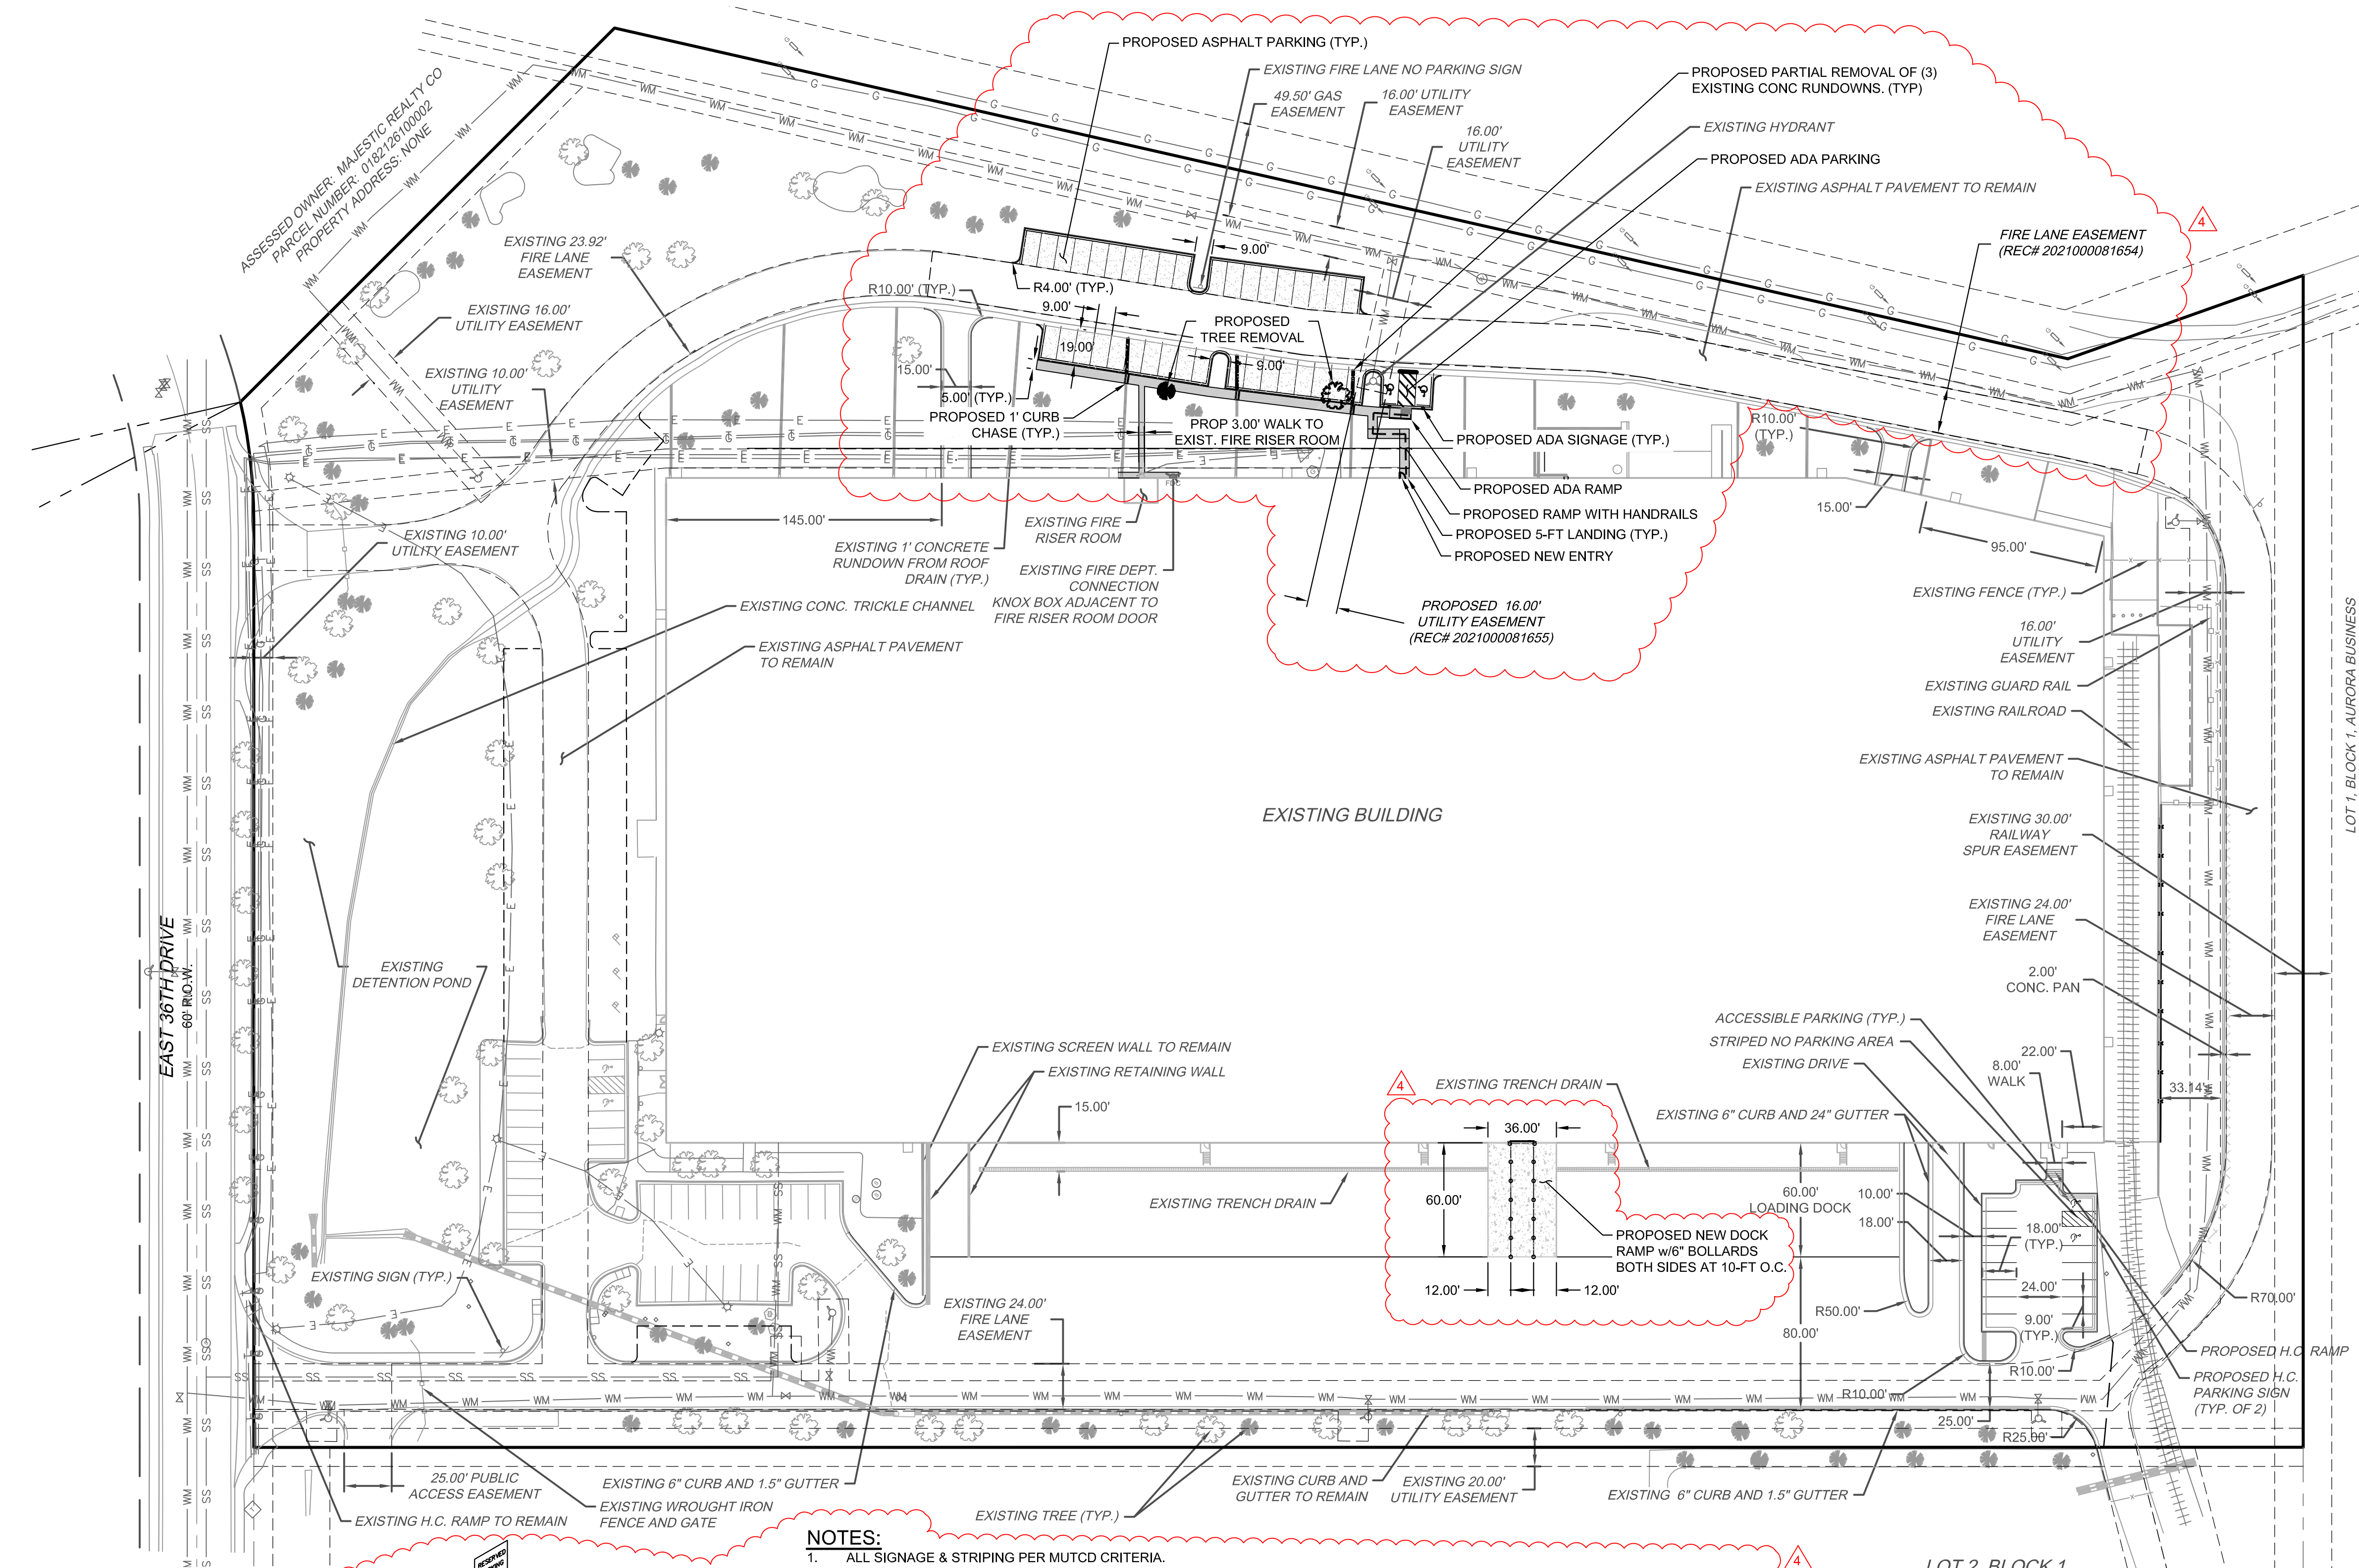 PROPOSED ASPHALT PARKING (TYP.)
EXISTING FIRE LANE NO PARKING SIGN
49.50' GAS
EASEMENT
16.00' UTILITY
EASEMENT
16.00'
UTILITY
EASEMENT
PROPOSED PARTIAL REMOVAL OF (3)
EXISTING CONC RUNDOWNS. (TYP)
EXISTING HYDRANT
PROPOSED ADA PARKING
EXISTING ASPHALT PAVEMENT TO REMAIN
4
FIRE LANE EASEMENT
(REC# 2021000081654)
ASSESSED OWNER: MAJESTIC REALTY CO
PARCEL NUMBER: 0182126100002
PROPERTY ADDRESS: NONE
EXISTING 23.92'
FIRE LANE
EASEMENT
EXISTING 16.00'
UTILITY EASEMENT
EXISTING 10.00'
UTILITY
EASEMENT
EXISTING 10.00'
UTILITY EASEMENT
R10.00' (TYP.)
R4.00' (TYP.)
9.00'
9.00'
19.00'
15.00'
5.00' (TYP.)
PROPOSED
TREE REMOVAL
9.00'
PROPOSED 1' CURB
CHASE (TYP.)
PROP 3.00' WALK TO
EXIST. FIRE RISER ROOM
PROPOSED ADA SIGNAGE (TYP.)
PROPOSED ADA RAMP
PROPOSED RAMP WITH HANDRAILS
PROPOSED 5-FT LANDING (TYP.)
PROPOSED NEW ENTRY
R10.00'
(TYP.)
15.00'
95.00'
145.00'
EXISTING FIRE
RISER ROOM
EXISTING 1' CONCRETE
RUNDOWN FROM ROOF
DRAIN (TYP.)
EXISTING FIRE DEPT.
CONNECTION
KNOX BOX ADJACENT TO
FIRE RISER ROOM DOOR
PROPOSED 16.00'
UTILITY EASEMENT
(REC# 2021000081655)
EXISTING CONC. TRICKLE CHANNEL
EXISTING ASPHALT PAVEMENT
TO REMAIN
EXISTING FENCE (TYP.)
16.00'
UTILITY
EASEMENT
EXISTING GUARD RAIL
EXISTING RAILROAD
EXISTING ASPHALT PAVEMENT
TO REMAIN
EXISTING 30.00'
RAILWAY
SPUR EASEMENT
EXISTING 24.00'
FIRE LANE
EASEMENT
2.00'
CONC. PAN
LOT 1, BLOCK 1, AURORA BUSINESS
EXISTING BUILDING
EAST 36TH DRIVE
60' R.O.W.
EXISTING
DETENTION POND
EXISTING SCREEN WALL TO REMAIN
EXISTING RETAINING WALL
15.00'
4
EXISTING TRENCH DRAIN
36.00'
60.00'
EXISTING TRENCH DRAIN
12.00'
12.00'
PROPOSED NEW DOCK
RAMP w/6" BOLLARDS
BOTH SIDES AT 10-FT O.C.
60.00'
LOADING DOCK
80.00'
ACCESSIBLE PARKING (TYP.)
STRIPED NO PARKING AREA
EXISTING DRIVE
EXISTING 6" CURB AND 24" GUTTER
8.00'
WALK
22.00'
33.14'
10.00'
18.00'
18.00'
(TYP.)
24.00'
9.00'
(TYP.)
R50.00'
R70.00'
R10.00'
R10.00'
25.00'
R25.00'
PROPOSED H.C. RAMP
PROPOSED H.C.
PARKING SIGN
(TYP. OF 2)
EXISTING SIGN (TYP.)
EXISTING 24.00'
FIRE LANE
EASEMENT
25.00' PUBLIC
ACCESS EASEMENT
EXISTING 6" CURB AND 1.5" GUTTER
EXISTING WROUGHT IRON
FENCE AND GATE
EXISTING H.C. RAMP TO REMAIN
EXISTING TREE (TYP.)
EXISTING CURB AND
GUTTER TO REMAIN
EXISTING 20.00'
UTILITY EASEMENT
EXISTING 6" CURB AND 1.5" GUTTER
RESERVED
NOTES:
1. ALL SIGNAGE & STRIPING PER MUTCD CRITERIA.
4
LOT 2, BLOCK 1